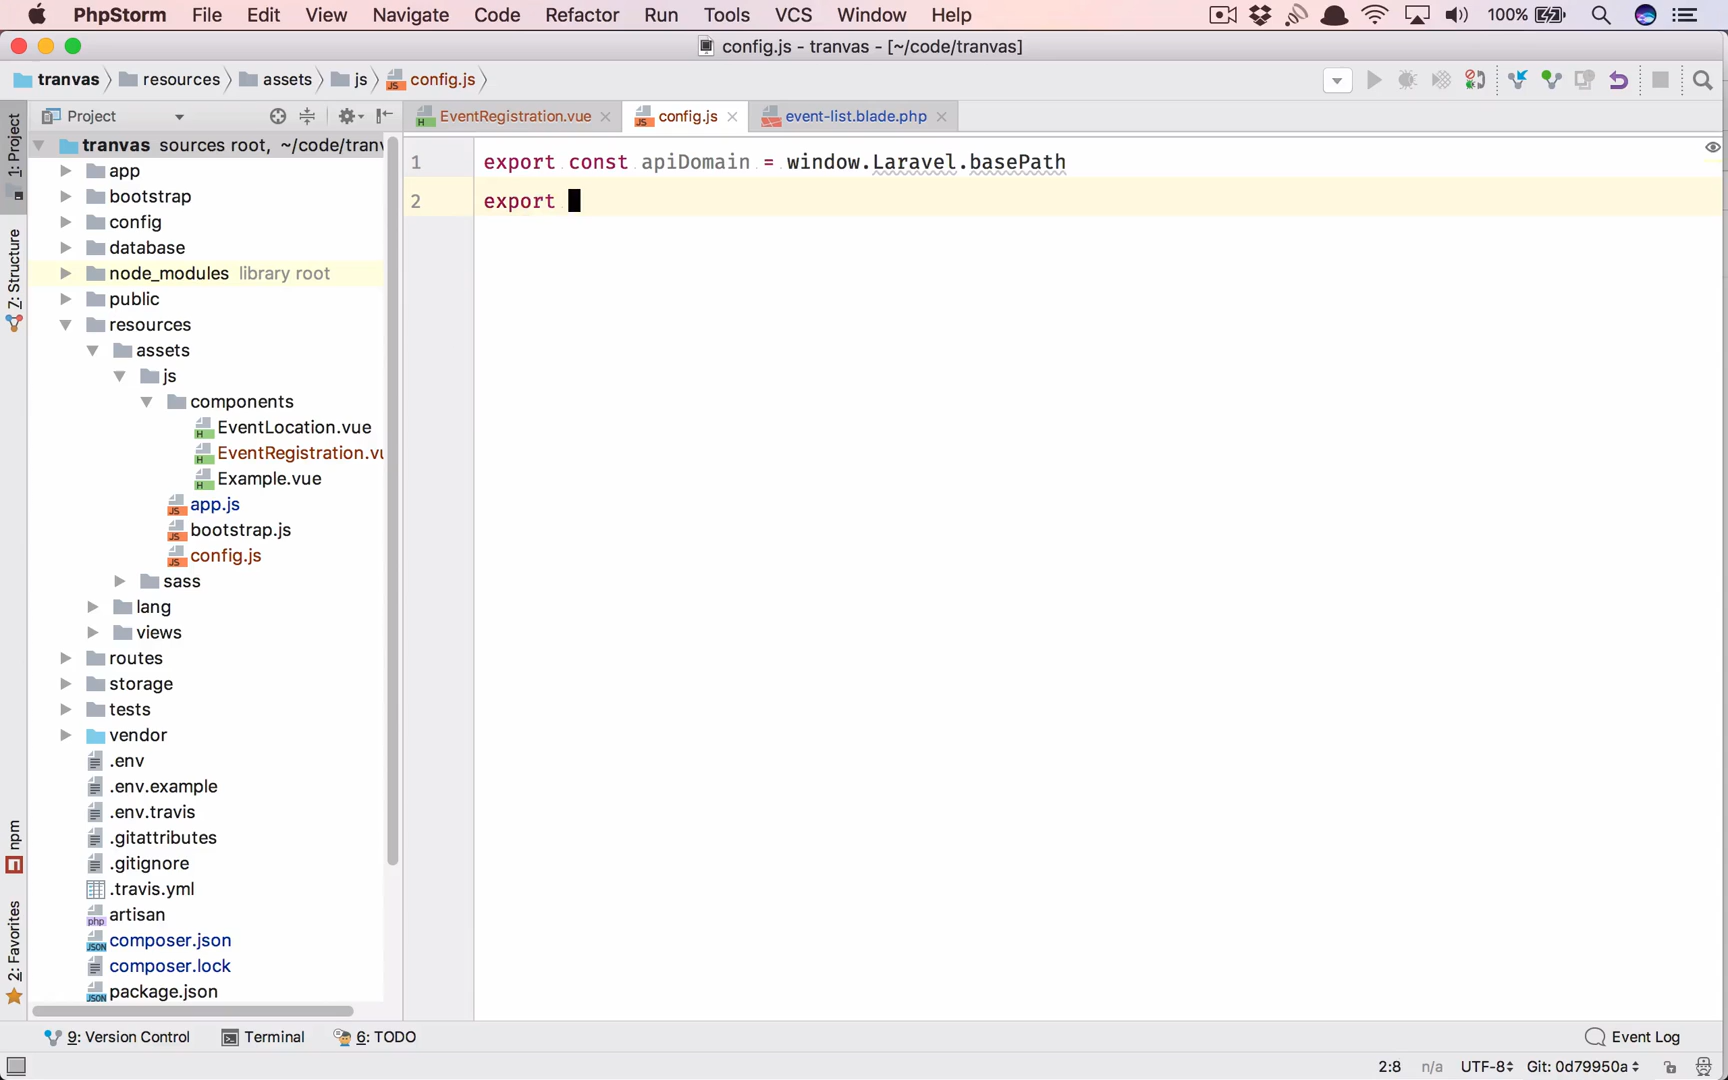 PhpStorm File Edit View Navigate Code Refactor Run Tools VCS Window Help 100%
config.js - tranvas - [~/code/tranvas]
tranvas resources assets js config.js
Project
EventRegistration.vue config.js event-list.blade.php
1: Project
7: Structure
npm
2: Favorites
tranvas sources root, ~/code/tranv
app
bootstrap
config
database
node_modules library root
public
resources
assets
js
components
EventLocation.vue
EventRegistration.vu
Example.vue
app.js
bootstrap.js
config.js
sass
lang
views
routes
storage
tests
vendor
.env
.env.example
.env.travis
.gitattributes
.gitignore
.travis.yml
artisan
composer.json
composer.lock
package.json
1 export const apiDomain = window.Laravel.basePath
2 export
9: Version Control Terminal 6: TODO Event Log
2:8 n/a UTF-8 Git: 0d79950a